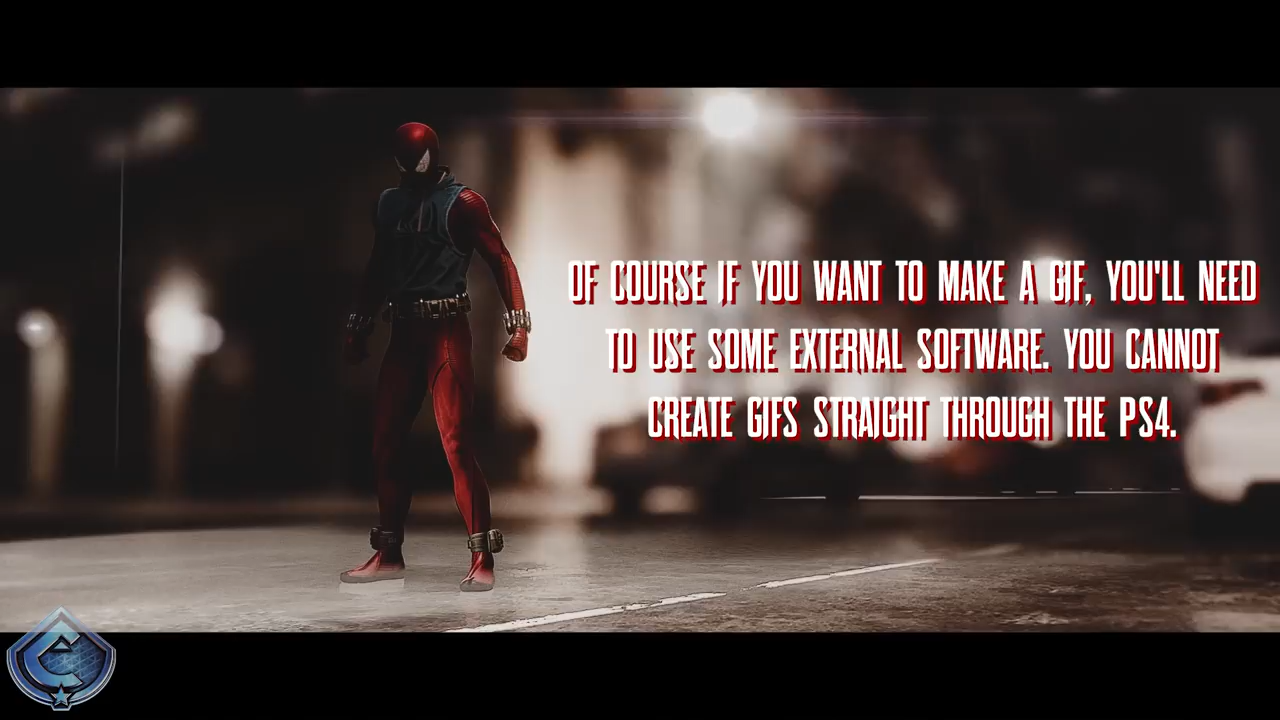 OF COURSE IF YOU WANT TO MAKE A GIF, YOU'LL NEED
TO USE SOME EXTERNAL SOFTWARE. YOU CANNOT
CREATE GIFS STRAIGHT THROUGH THE PS4.